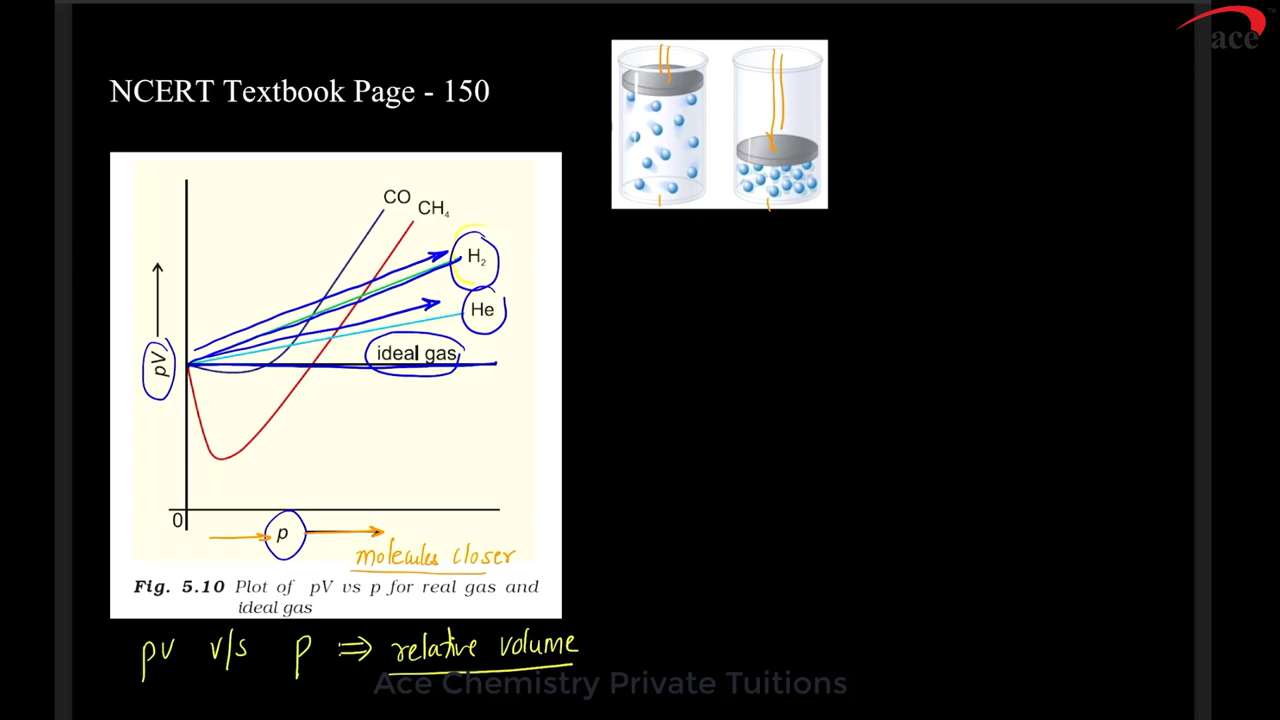 ace
NCERT Textbook Page - 150
CO
CH₄
H₂
He
ideal gas
pV
0
p
molecules closer
Fig. 5.10 Plot of pV vs p for real gas and
ideal gas
pv v/s p ⇒ relative volume
Ace Chemistry Private Tuitions